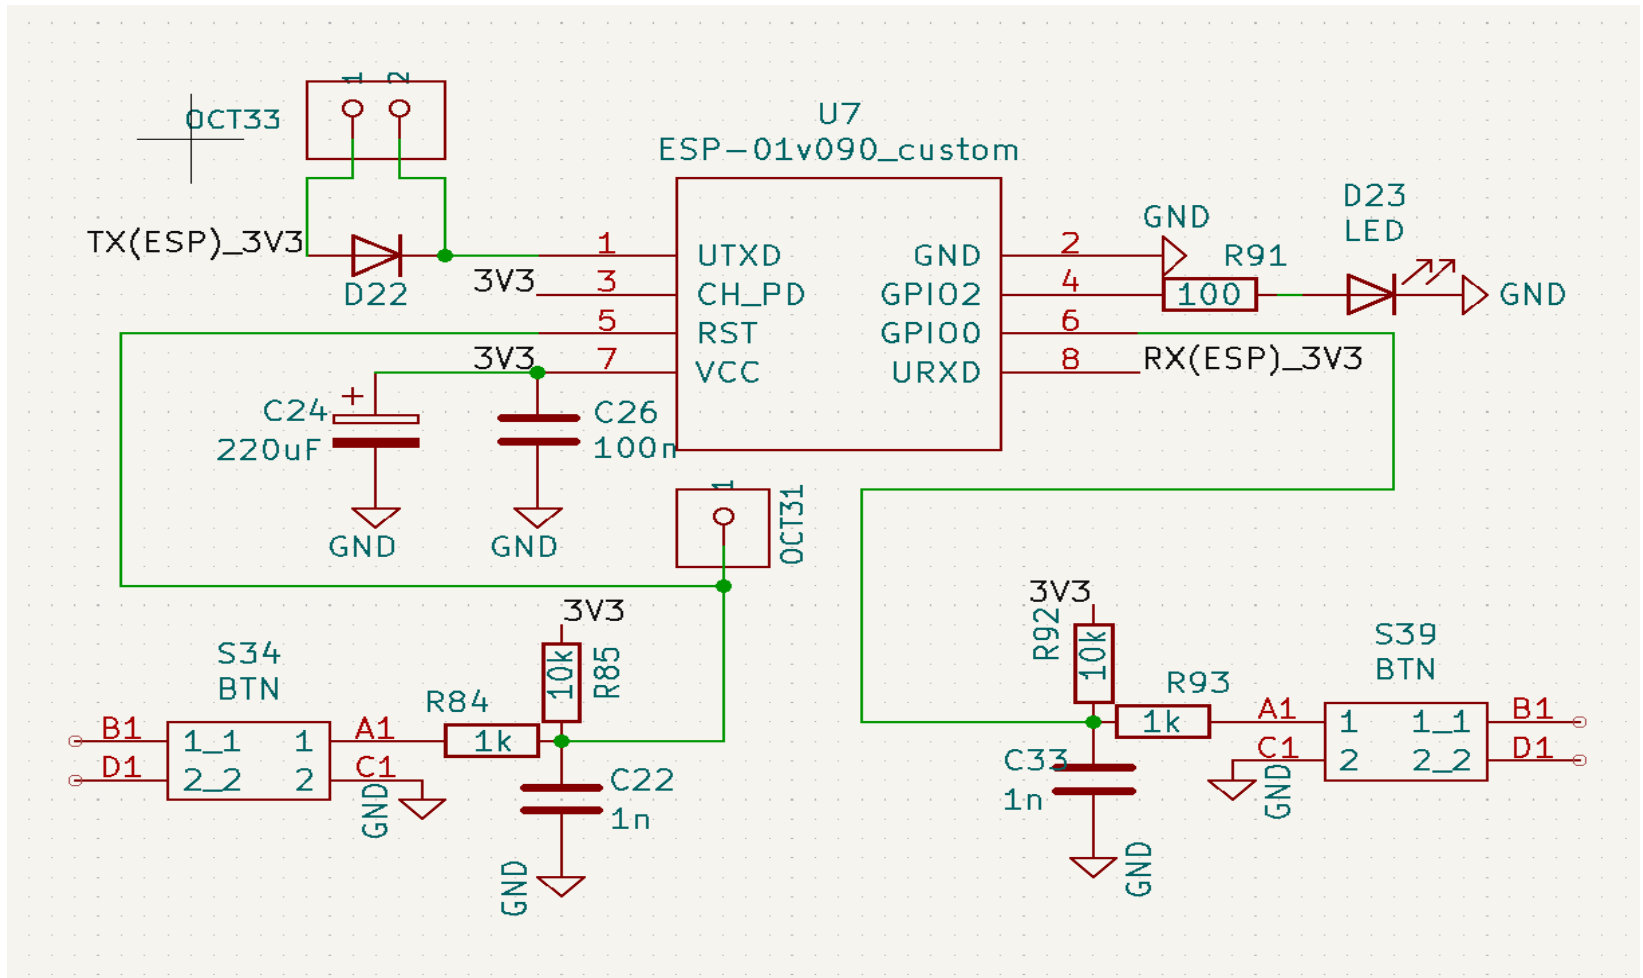 1 2
OCT33
U7
ESP-01v090_custom
D23
LED
GND
TX(ESP)_3V3
1
UTXD
GND
2
R91
D22
3V3
3
CH_PD
GPIO2
4
100
GND
5
RST
GPIO0
6
3V3
7
VCC
URXD
8
RX(ESP)_3V3
+
C24
220uF
C26
100n
1
OCT31
GND
GND
3V3
3V3
S34
BTN
R85
10k
R92
10k
S39
BTN
R84
R93
B1
1_1
1
A1
1k
1k
A1
1
1_1
B1
D1
2_2
2
C1
C1
2
2_2
D1
GND
C22
1n
C33
1n
GND
GND
GND